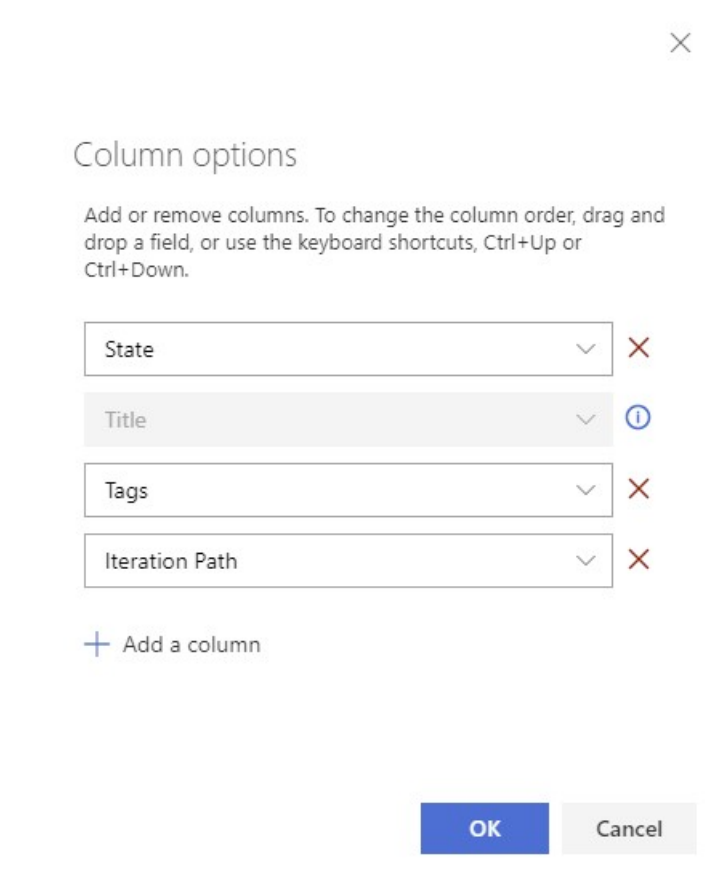 Column options
Add or remove columns. To change the column order, drag and
drop a field, or use the keyboard shortcuts, Ctrl+Up or
Ctrl+Down.
State
Title
Tags
Iteration Path
Add a column
OK
Cancel